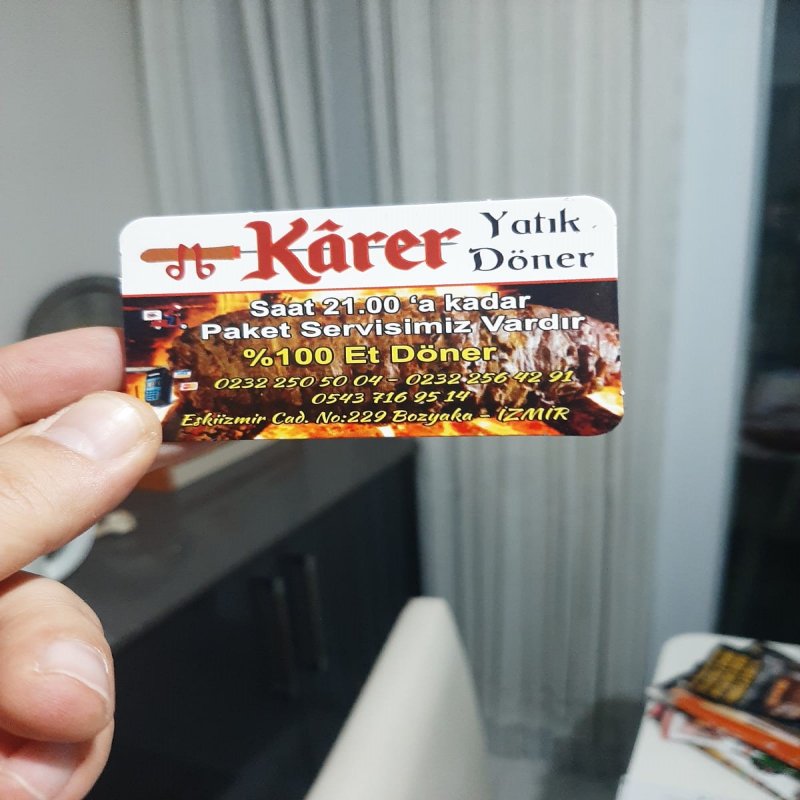 Kârer Yatık
Döner
Saat 21.00 'a kadar
Paket Servisimiz Vardır
%100 Et Döner
0232 250 50 04 - 0232 256 42 91
0543 716 95 14
Eskiizmir Cad. No:229 Bozyaka - İZMİR